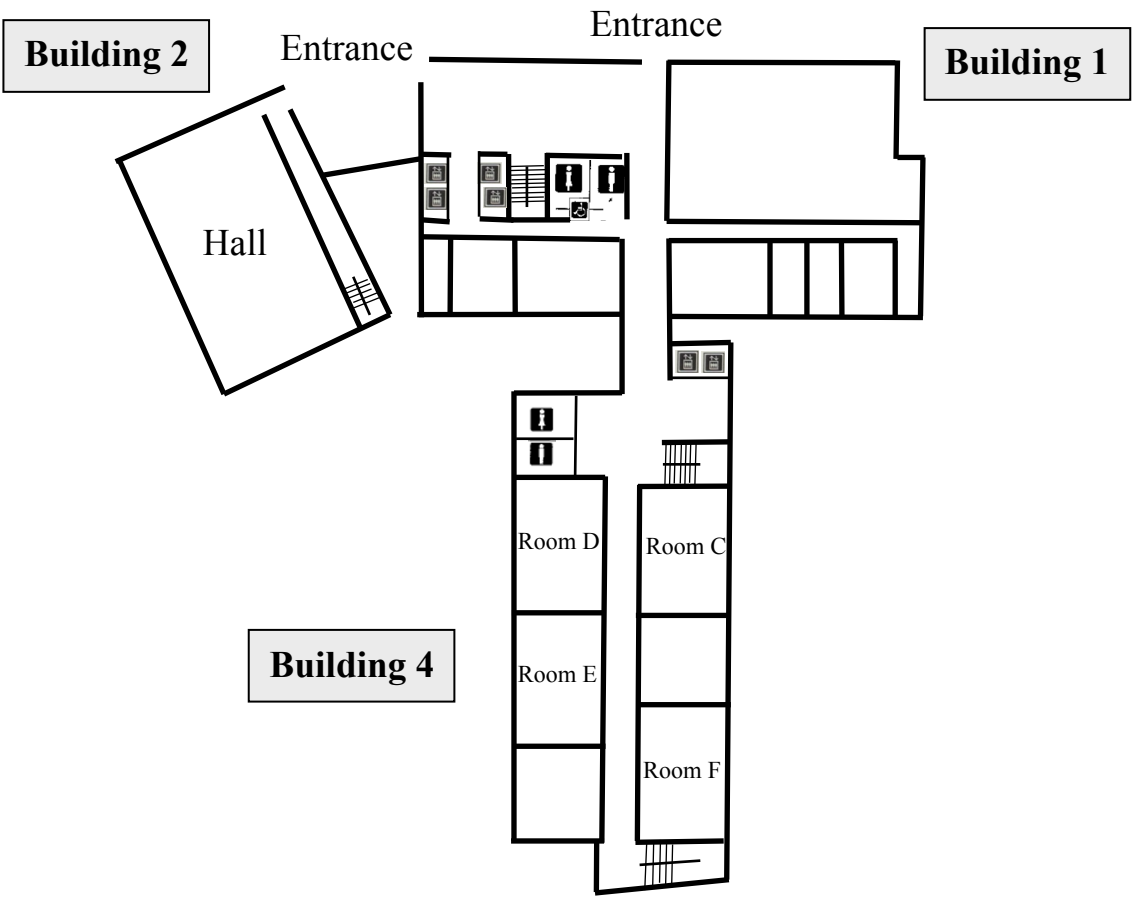 Building 2
Entrance
Entrance
Building 1
Hall
Room D
Room C
Building 4
Room E
Room F